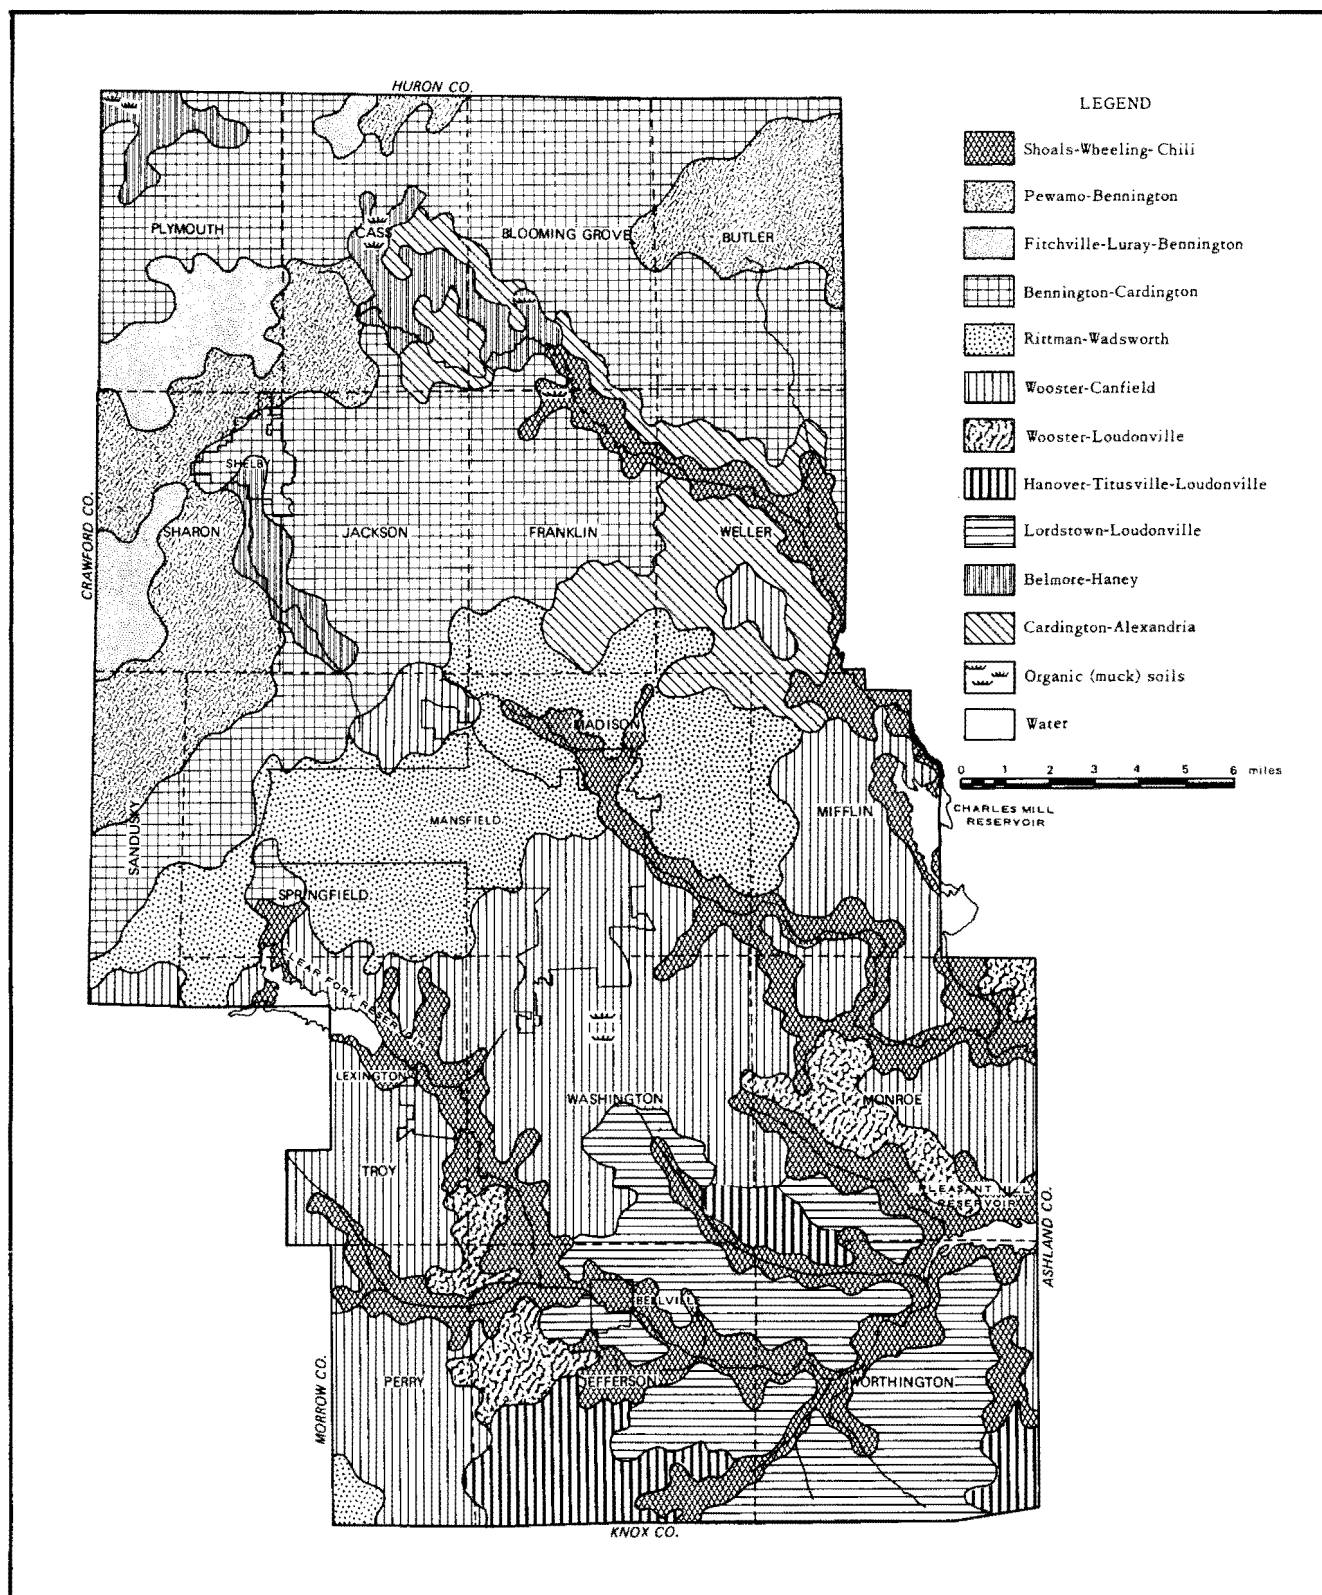 HURON CO.
LEGEND
Shoals-Wheeling-Chili
Pewamo-Bennington
Fitchville-Luray-Bennington
Bennington-Cardington
Rittman-Wadsworth
Wooster-Canfield
Wooster-Loudonville
Hanover-Titusville-Loudonville
Lordstown-Loudonville
Belmore-Haney
Cardington-Alexandria
Organic (muck) soils
Water
0 1 2 3 4 5 6 miles
CHARLES MILL
RESERVOIR
PLYMOUTH
CASS
BLOOMING GROVE
BUTLER
SHELBY
CRAWFORD CO.
SHARON
JACKSON
FRANKLIN
WELLER
MADISON
SANDUSKY
MANSFIELD
MIFFLIN
SPRINGFIELD
CLEAR FORK RESERVOIR
LEXINGTON
WASHINGTON
MONROE
TROY
PLEASANT HILL
RESERVOIR
ASHLAND CO.
BELLVILLE
MORROW CO.
PERRY
JEFFERSON
WORTHINGTON
KNOX CO.